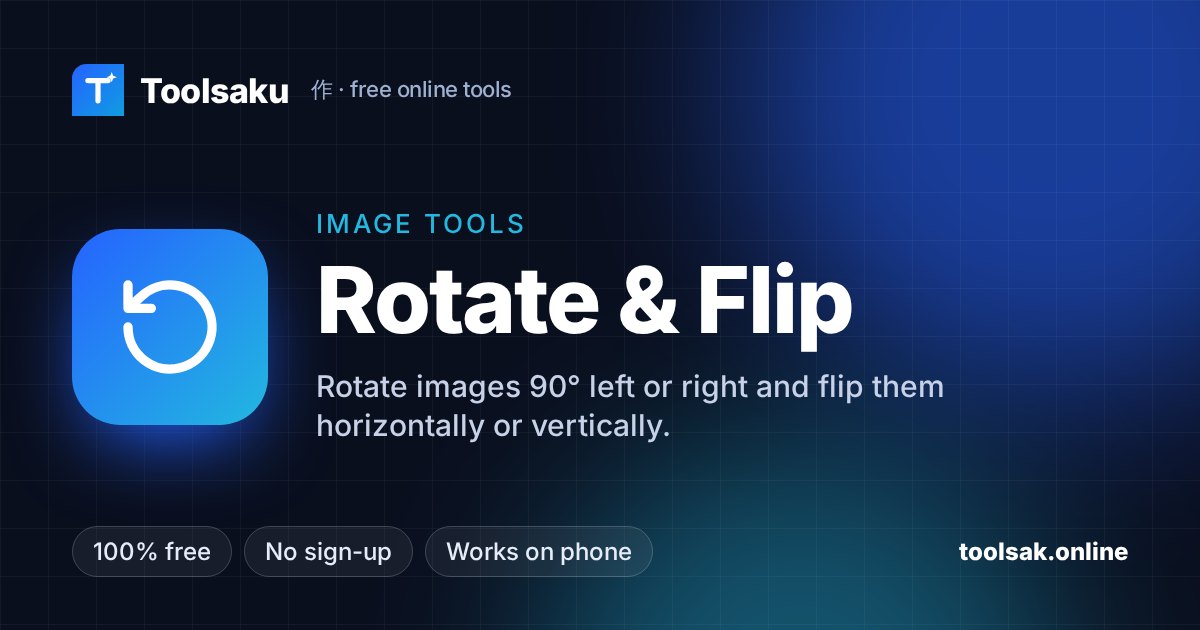 Toolsaku 作 · free online tools
IMAGE TOOLS
Rotate & Flip
Rotate images 90° left or right and flip them
horizontally or vertically.
100% free No sign-up Works on phone toolsak.online